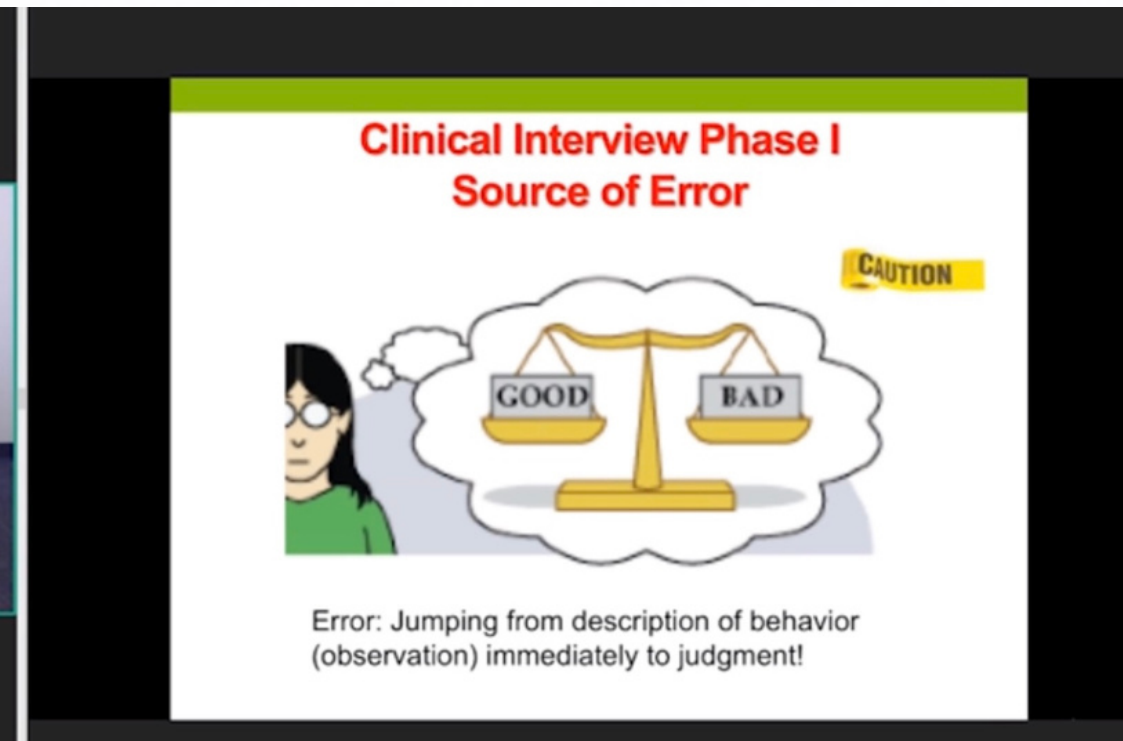 Clinical Interview Phase I
Source of Error
CAUTION
GOOD
BAD
Error: Jumping from description of behavior
(observation) immediately to judgment!